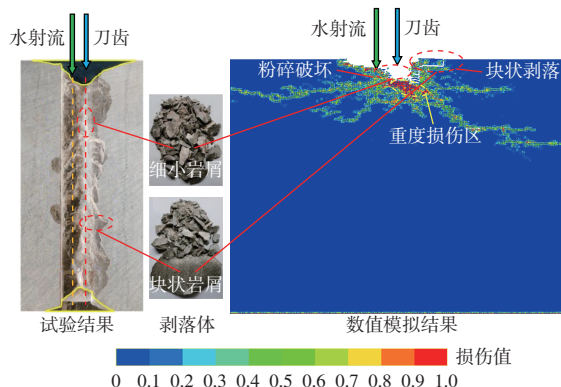 水射流
刀齿
水射流
刀齿
粉碎破坏
块状剥落
重度损伤区
细小岩屑
块状岩屑
试验结果
剥落体
数值模拟结果
损伤值
0 0.1 0.2 0.3 0.4 0.5 0.6 0.7 0.8 0.9 1.0